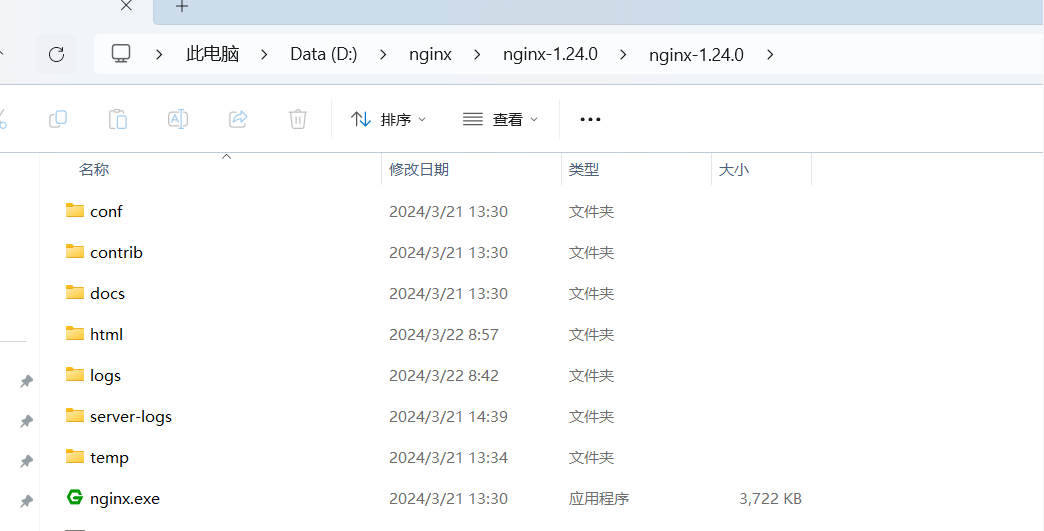 此电脑 Data (D:) nginx nginx-1.24.0 nginx-1.24.0
排序 查看
名称 修改日期 类型 大小
conf 2024/3/21 13:30 文件夹
contrib 2024/3/21 13:30 文件夹
docs 2024/3/21 13:30 文件夹
html 2024/3/22 8:57 文件夹
logs 2024/3/22 8:42 文件夹
server-logs 2024/3/21 14:39 文件夹
temp 2024/3/21 13:34 文件夹
nginx.exe 2024/3/21 13:30 应用程序 3,722 KB